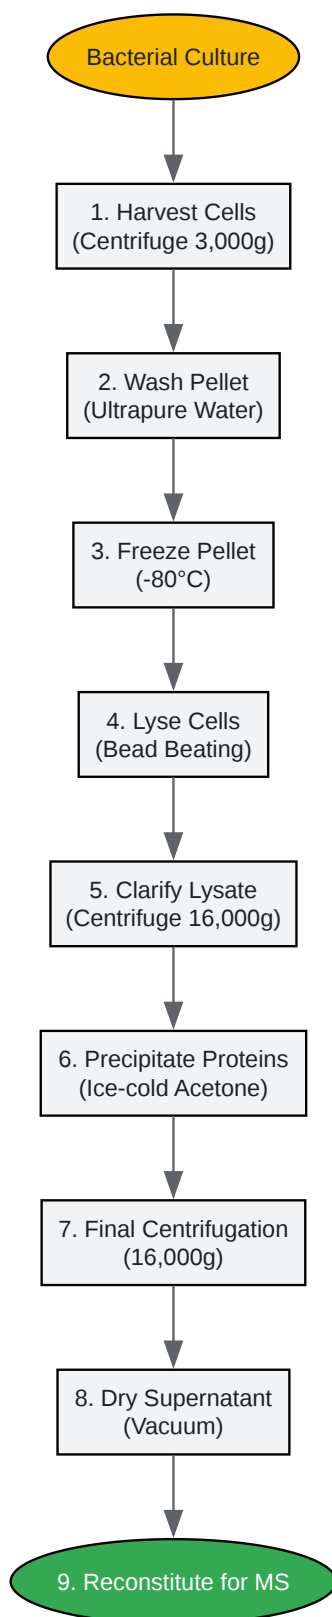 Bacterial Culture
1. Harvest Cells
(Centrifuge 3,000g)
2. Wash Pellet
(Ultrapure Water)
3. Freeze Pellet
(-80°C)
4. Lyse Cells
(Bead Beating)
5. Clarify Lysate
(Centrifuge 16,000g)
6. Precipitate Proteins
(Ice-cold Acetone)
7. Final Centrifugation
(16,000g)
8. Dry Supernatant
(Vacuum)
9. Reconstitute for MS